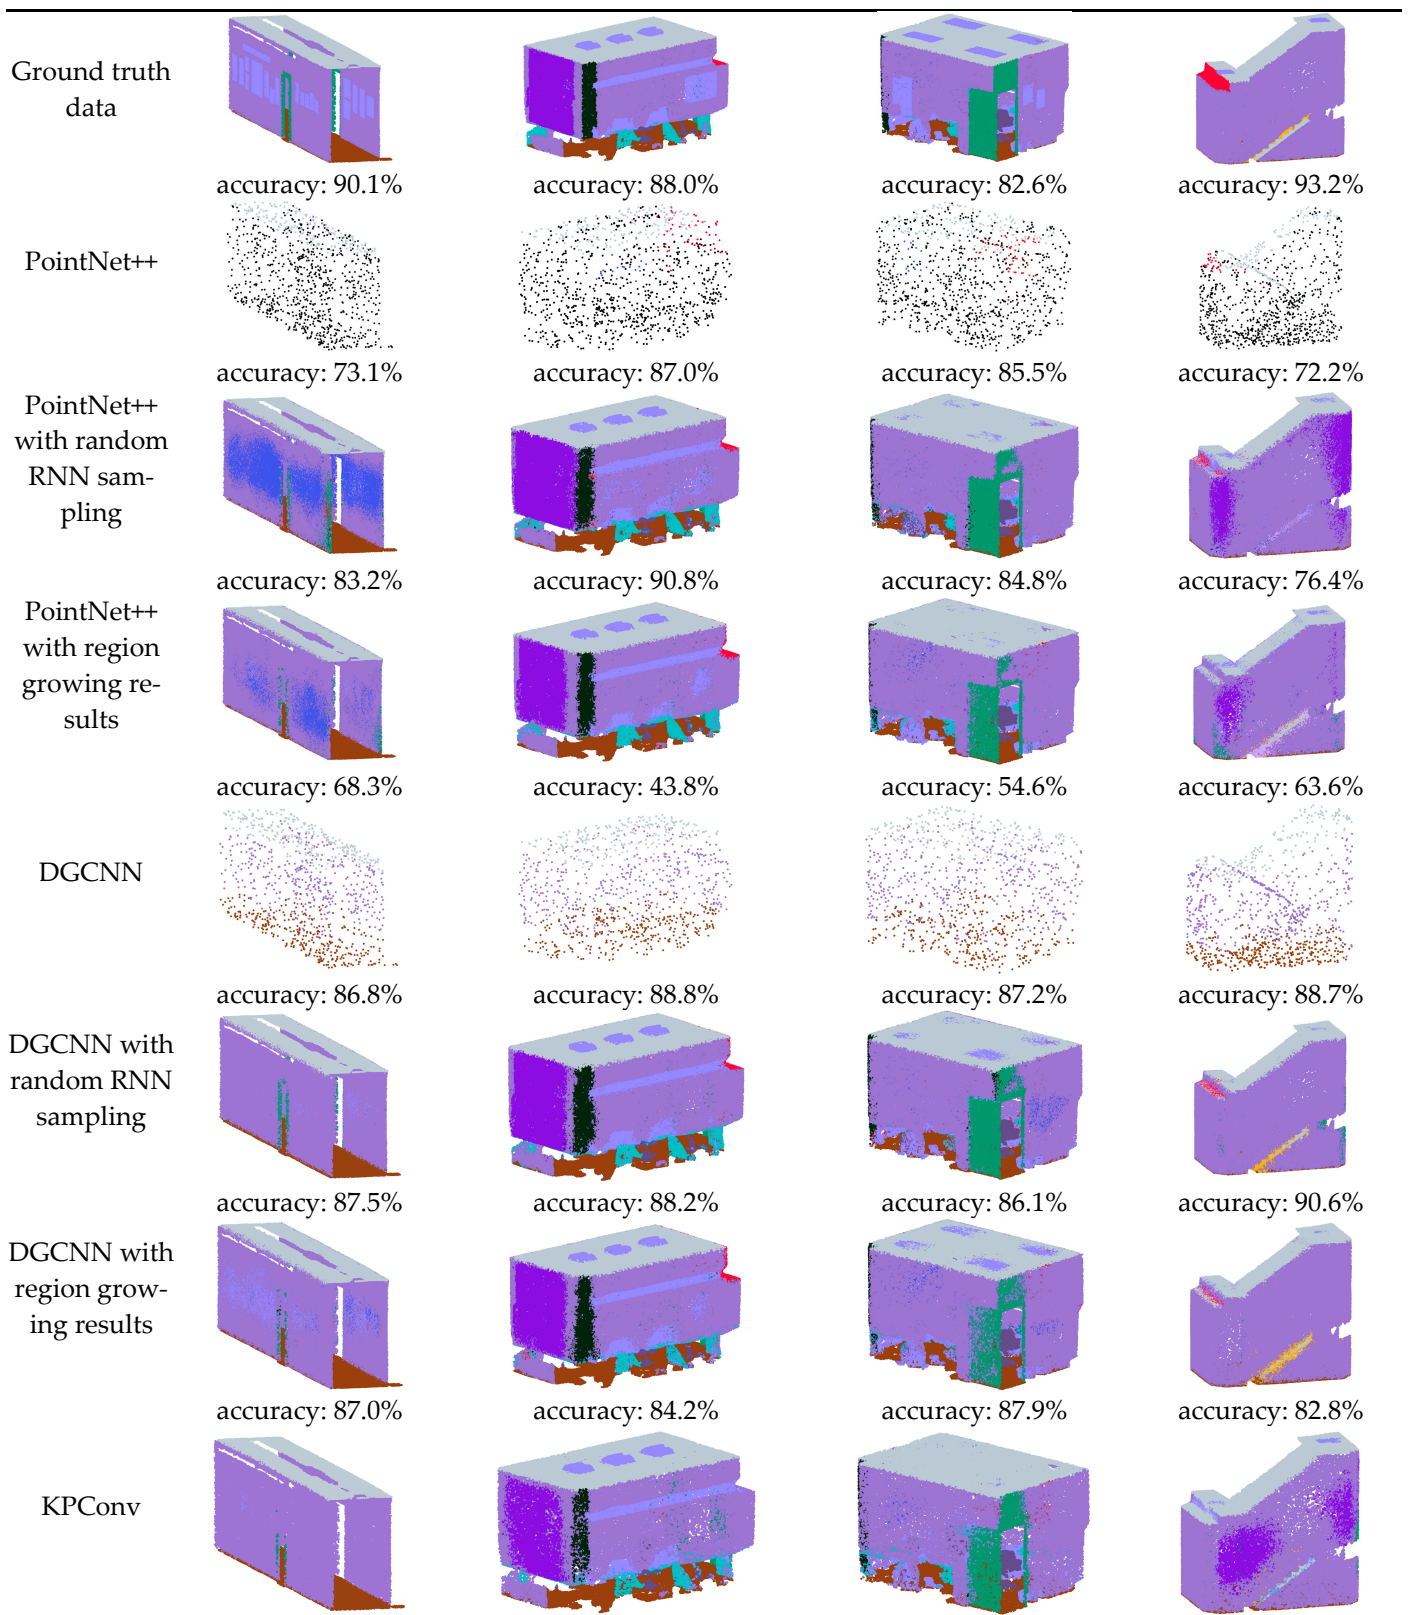 Ground truth
data
accuracy: 90.1% accuracy: 88.0% accuracy: 82.6% accuracy: 93.2%
PointNet++
accuracy: 73.1% accuracy: 87.0% accuracy: 85.5% accuracy: 72.2%
PointNet++
with random
RNN sam-
pling
accuracy: 83.2% accuracy: 90.8% accuracy: 84.8% accuracy: 76.4%
PointNet++
with region
growing re-
sults
accuracy: 68.3% accuracy: 43.8% accuracy: 54.6% accuracy: 63.6%
DGCNN
accuracy: 86.8% accuracy: 88.8% accuracy: 87.2% accuracy: 88.7%
DGCNN with
random RNN
sampling
accuracy: 87.5% accuracy: 88.2% accuracy: 86.1% accuracy: 90.6%
DGCNN with
region grow-
ing results
accuracy: 87.0% accuracy: 84.2% accuracy: 87.9% accuracy: 82.8%
KPConv